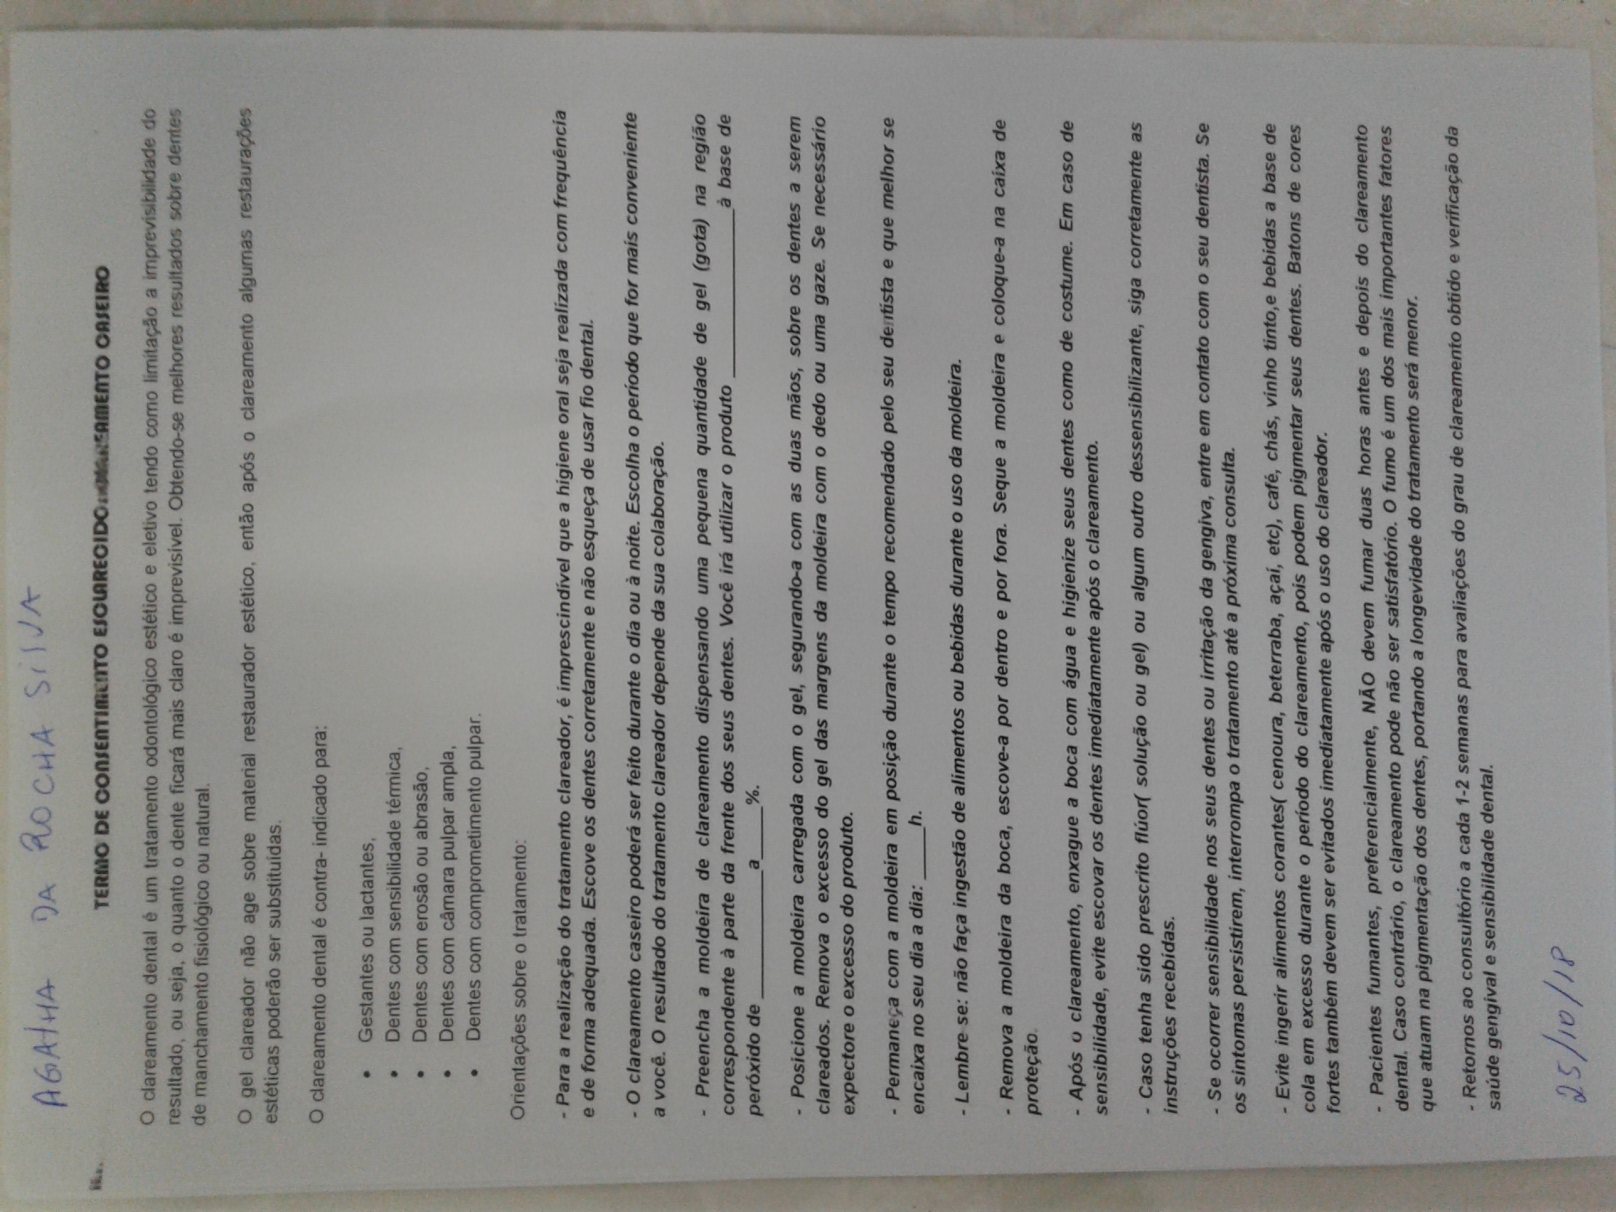 AGATHA DA ROCHA SILVA
TERMO DE CONSENTIMENTO ESCLARECIDO: CLAREAMENTO CASEIRO
O clareamento dental é um tratamento odontológico estético e eletivo tendo como limitação a imprevisibilidade do
resultado, ou seja, o quanto o dente ficará mais claro é imprevisível. Obtendo-se melhores resultados sobre dentes
de manchamento fisiológico ou natural.
O gel clareador não age sobre material restaurador estético, então após o clareamento algumas restaurações
estéticas poderão ser substituídas.
O clareamento dental é contra- indicado para:
• Gestantes ou lactantes,
• Dentes com sensibilidade térmica,
• Dentes com erosão ou abrasão,
• Dentes com câmara pulpar ampla,
• Dentes com comprometimento pulpar.
Orientações sobre o tratamento:
- Para a realização do tratamento clareador, é imprescindível que a higiene oral seja realizada com frequência
e de forma adequada. Escove os dentes corretamente e não esqueça de usar fio dental.
- O clareamento caseiro poderá ser feito durante o dia ou à noite. Escolha o período que for mais conveniente
a você. O resultado do tratamento clareador depende da sua colaboração.
- Preencha a moldeira de clareamento dispensando uma pequena quantidade de gel (gota) na região
correspondente à parte da frente dos seus dentes. Você irá utilizar o produto ____________________à base de
peróxido de _______________a____%.
- Posicione a moldeira carregada com o gel, segurando-a com as duas mãos, sobre os dentes a serem
clareados. Remova o excesso do gel das margens da moldeira com o dedo ou uma gaze. Se necessário
expectore o excesso do produto.
- Permaneça com a moldeira em posição durante o tempo recomendado pelo seu dentista e que melhor se
encaixa no seu dia a dia: ____h.
- Lembre se: não faça ingestão de alimentos ou bebidas durante o uso da moldeira.
- Remova a moldeira da boca, escove-a por dentro e por fora. Seque a moldeira e coloque-a na caixa de
proteção.
- Após o clareamento, enxague a boca com água e higienize seus dentes como de costume. Em caso de
sensibilidade, evite escovar os dentes imediatamente após o clareamento.
- Caso tenha sido prescrito flúor( solução ou gel) ou algum outro dessensibilizante, siga corretamente as
instruções recebidas.
- Se ocorrer sensibilidade nos seus dentes ou irritação da gengiva, entre em contato com o seu dentista. Se
os sintomas persistirem, interrompa o tratamento até a próxima consulta.
- Evite ingerir alimentos corantes( cenoura, beterraba, açaí, etc), café, chás, vinho tinto,e bebidas a base de
cola em excesso durante o período do clareamento, pois podem pigmentar seus dentes. Batons de cores
fortes também devem ser evitados imediatamente após o uso do clareador.
- Pacientes fumantes, preferencialmente, NÃO devem fumar duas horas antes e depois do clareamento
dental. Caso contrário, o clareamento pode não ser satisfatório. O fumo é um dos mais importantes fatores
que atuam na pigmentação dos dentes, portando a longevidade do tratamento será menor.
- Retornos ao consultório a cada 1-2 semanas para avaliações do grau de clareamento obtido e verificação da
saúde gengival e sensibilidade dental.
25/10/18